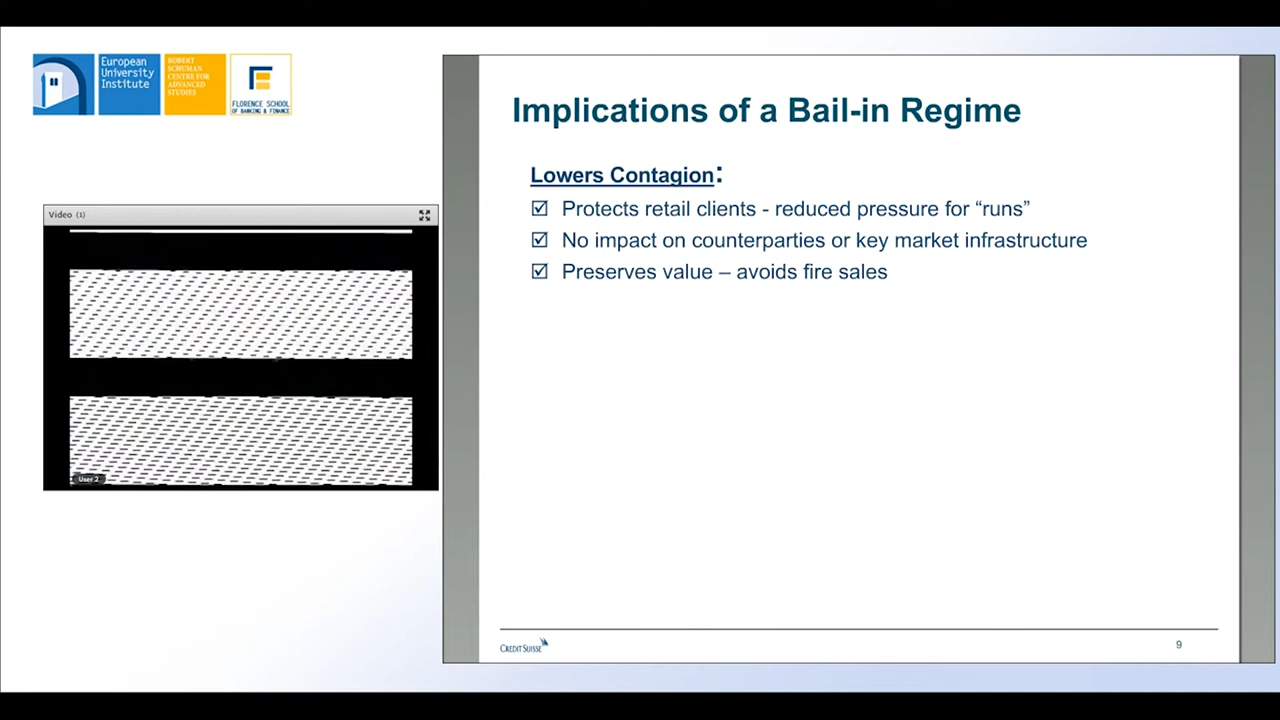 European
University
Institute
ROBERT
SCHUMAN
CENTRE FOR
ADVANCED
STUDIES
FLORENCE SCHOOL
OF BANKING & FINANCE
Video (1)
User 2
Implications of a Bail-in Regime
Lowers Contagion:
Protects retail clients - reduced pressure for “runs”
No impact on counterparties or key market infrastructure
Preserves value – avoids fire sales
CREDIT SUISSE
9